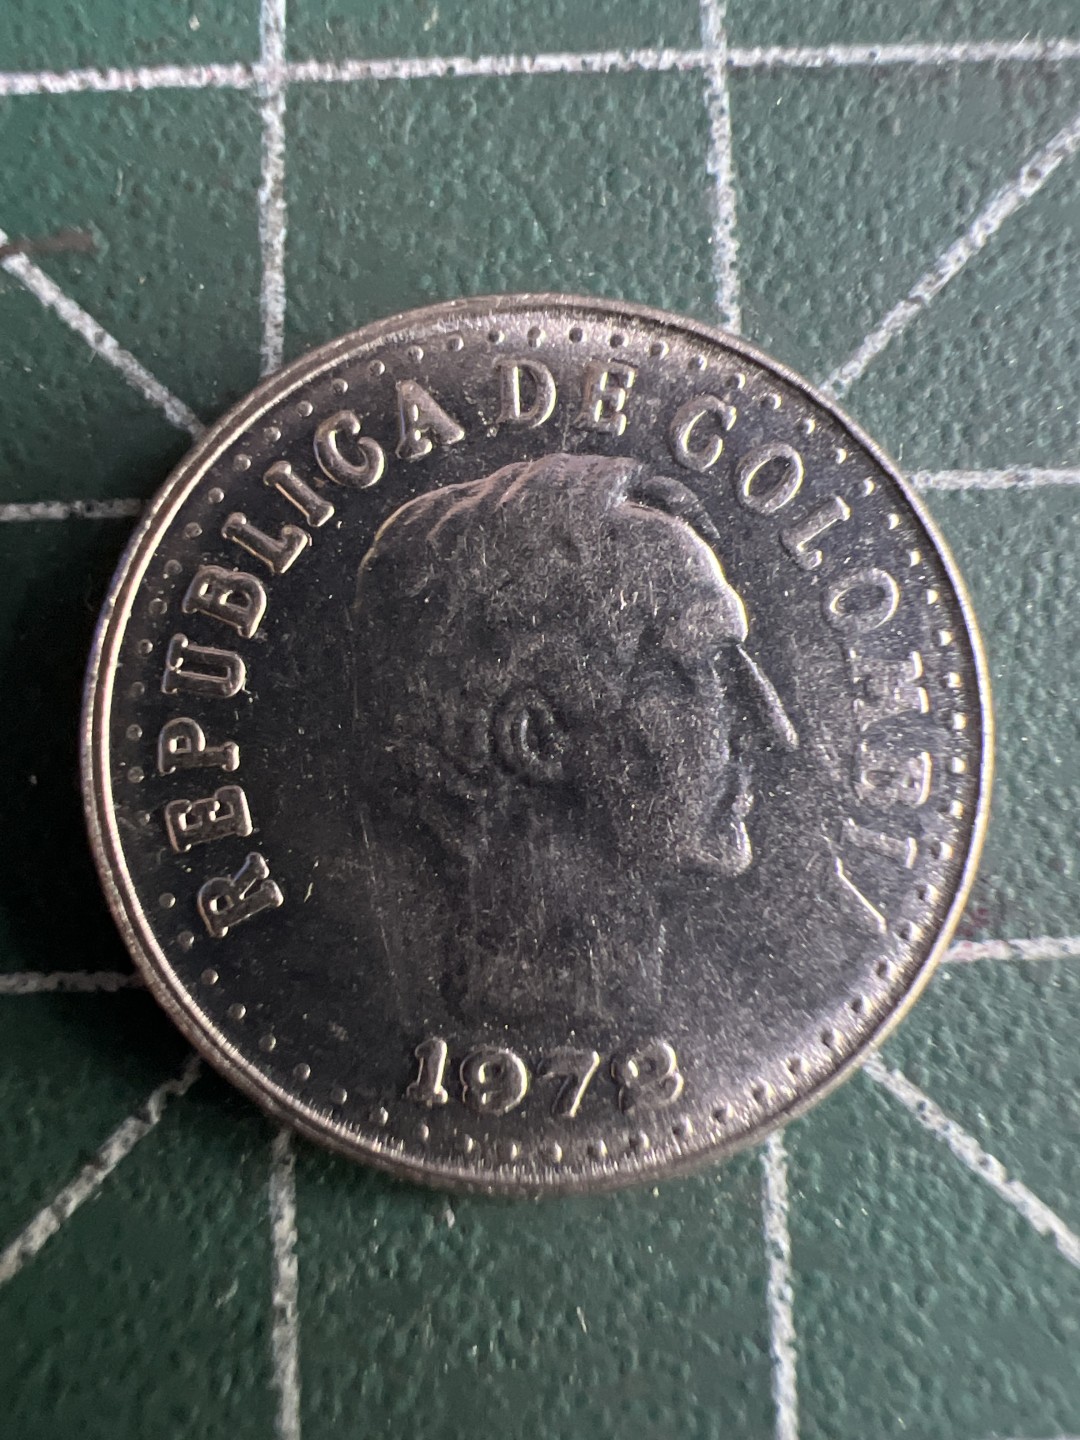 REPUBLICA DE COLOMBIA
1972